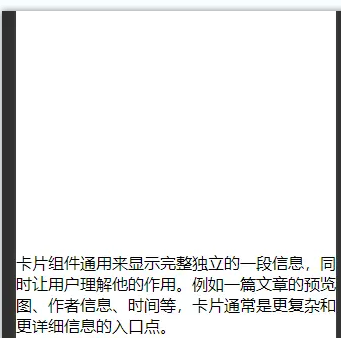 卡片组件通用来显示完整独立的一段信息，同
时让用户理解他的作用。例如一篇文章的预览
图、作者信息、时间等，卡片通常是更复杂和
更详细信息的入口点。